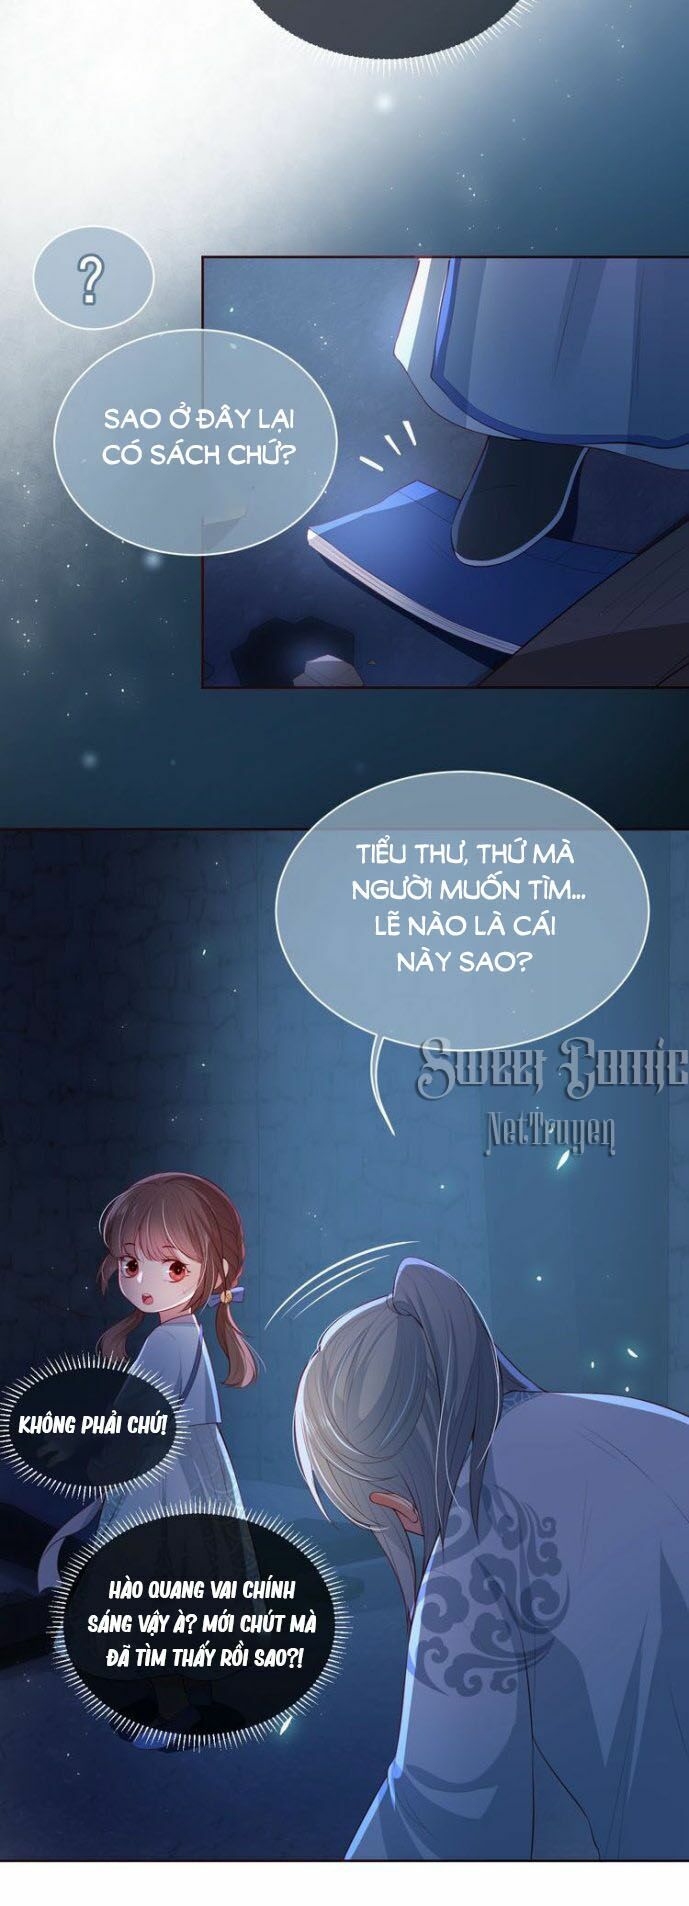 ?
SAO Ở ĐÂY LẠI
CÓ SÁCH CHỨ?
TIỂU THƯ, THỨ MÀ
NGƯỜI MUỐN TÌM...
LẼ NÀO LÀ CÁI
NÀY SAO?
Sweet Comic
NetTruyen
KHÔNG PHẢI CHỨ!
HÀO QUANG VAI CHÍNH
SÁNG VẬY À? MỚI CHÚT MÀ
ĐÃ TÌM THẤY RỒI SAO?!